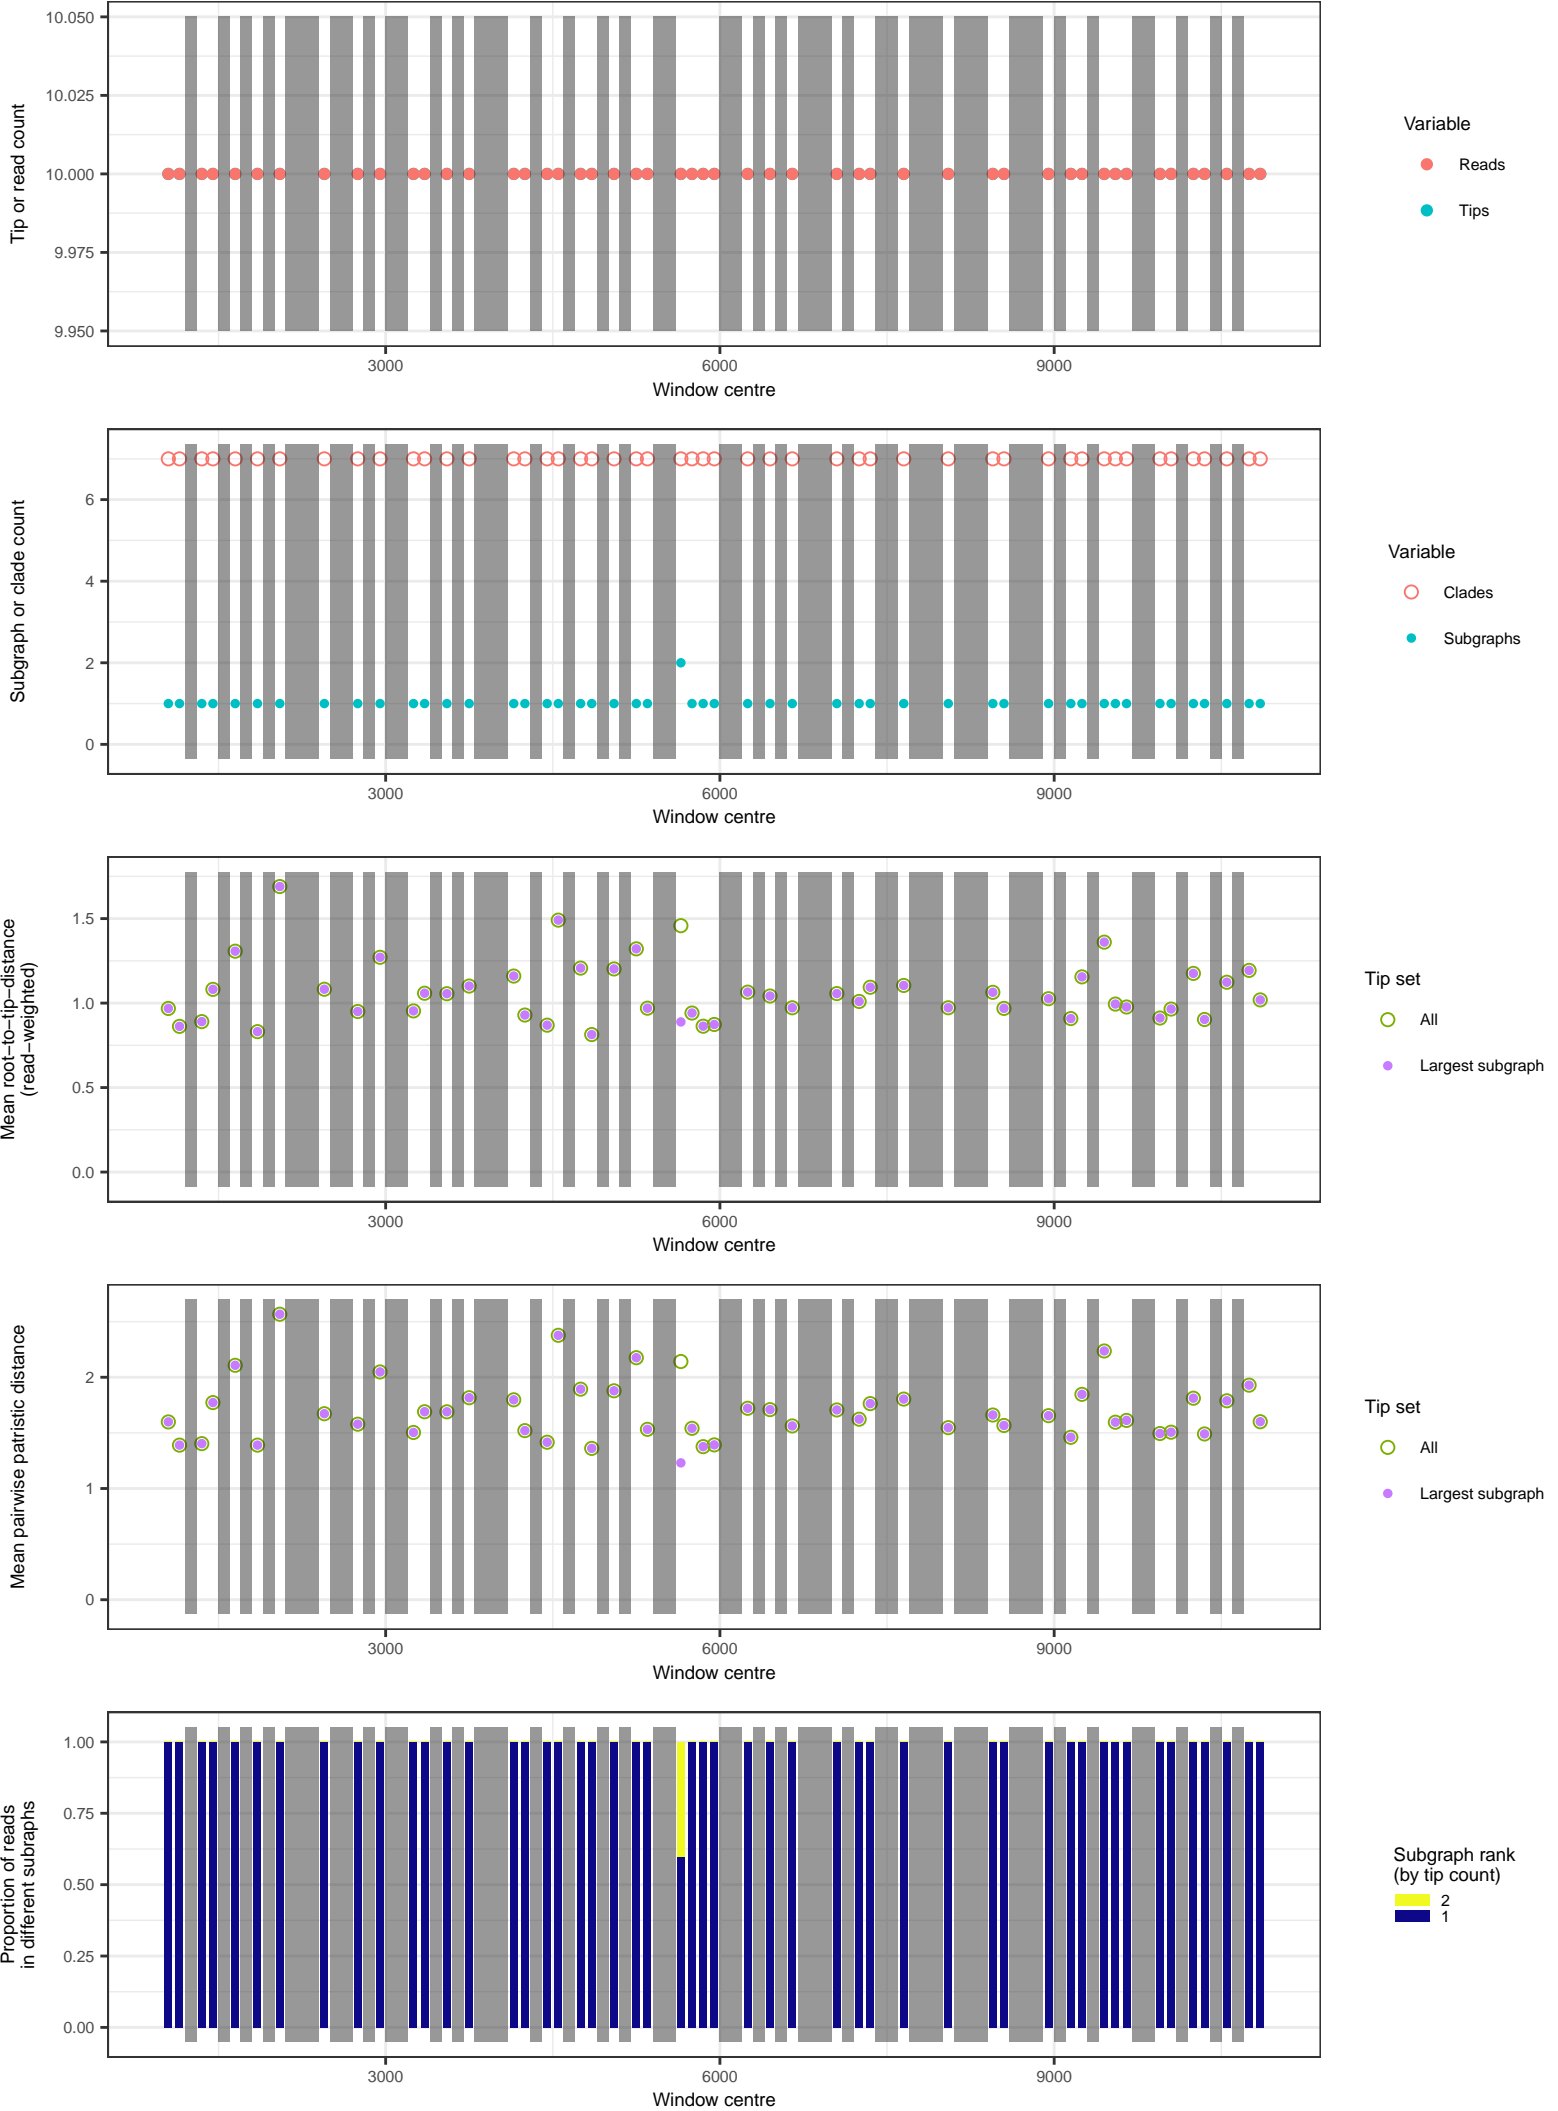 10.050
10.025
10.000
9.975
9.950
Tip or read count
3000
6000
9000
Window centre
Variable
Reads
Tips
6
4
2
0
Subgraph or clade count
3000
6000
9000
Window centre
Variable
Clades
Subgraphs
1.5
1.0
0.5
0.0
Mean root−to−tip−distance
(read−weighted)
3000
6000
9000
Window centre
Tip set
All
Largest subgraph
2
1
0
Mean pairwise patristic distance
3000
6000
9000
Window centre
Tip set
All
Largest subgraph
1.00
0.75
0.50
0.25
0.00
Proportion of reads
in different subraphs
3000
6000
9000
Window centre
Subgraph rank
(by tip count)
2
1